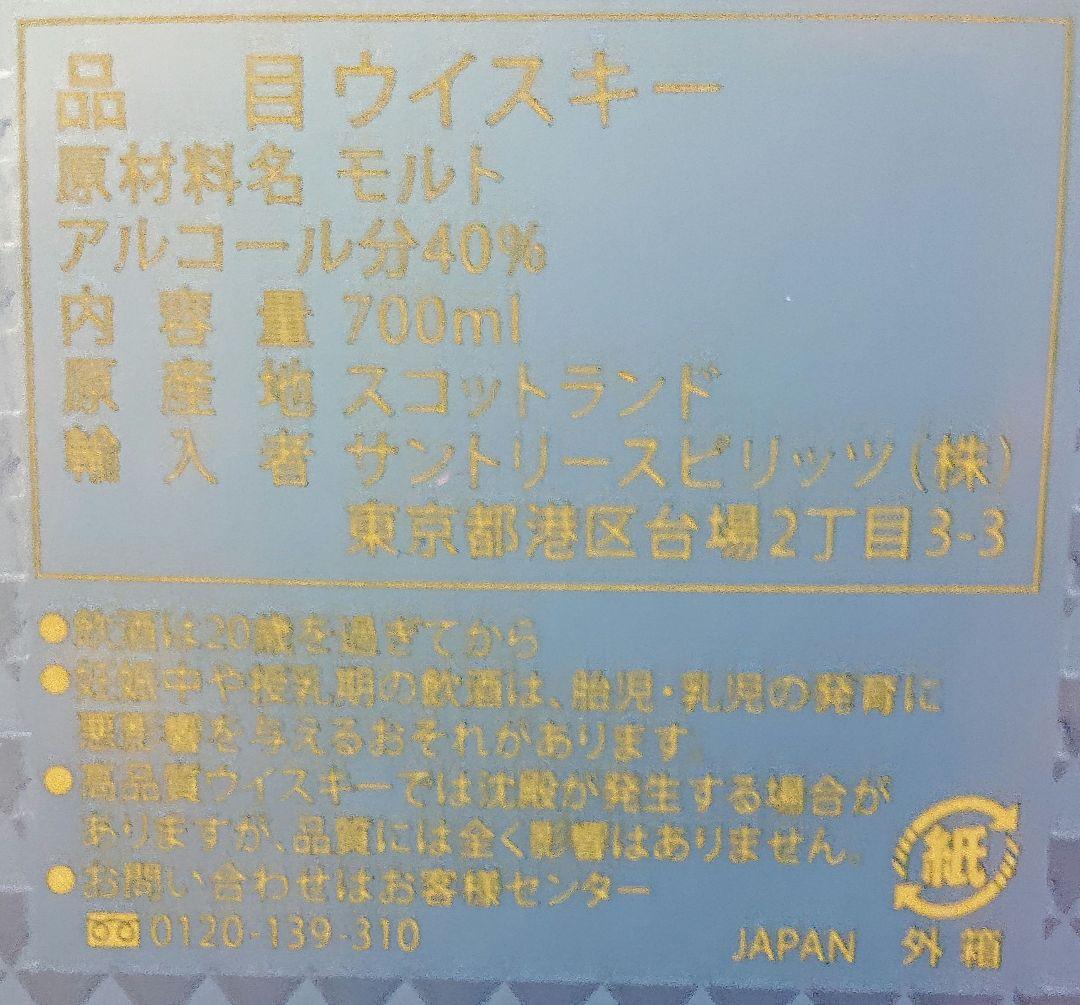 品 目 ウイスキー
原材料名 モルト
アルコール分40%
内 容 量 700ml
原 産 地 スコットランド
輸 入 者 サントリースピリッツ(株)
東京都港区台場2丁目3-3
●飲酒は20歳を過ぎてから
●妊娠中や授乳期の飲酒は、胎児・乳児の発育に
悪影響を与えるおそれがあります。
●高品質ウイスキーでは沈殿が発生する場合が
ありますが、品質には全く影響はありません。
●お問い合わせはお客様センター
0120-139-310
紙
JAPAN 外箱